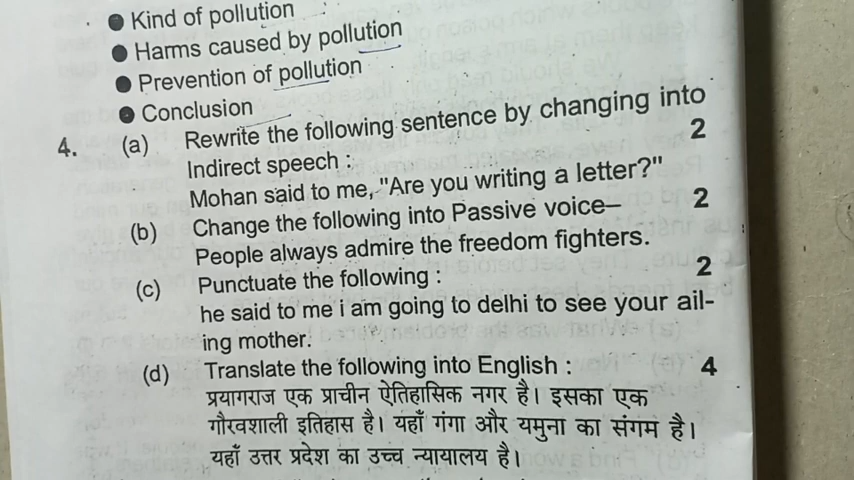 ● Kind of pollution
● Harms caused by pollution
● Prevention of pollution
● Conclusion
4. (a) Rewrite the following sentence by changing into
Indirect speech : 2
Mohan said to me, "Are you writing a letter?"
(b) Change the following into Passive voice– 2
People always admire the freedom fighters.
(c) Punctuate the following : 2
he said to me i am going to delhi to see your ail-
ing mother.
(d) Translate the following into English : 4
प्रयागराज एक प्राचीन ऐतिहासिक नगर है। इसका एक
गौरवशाली इतिहास है। यहाँ गंगा और यमुना का संगम है।
यहाँ उत्तर प्रदेश का उच्च न्यायालय है।